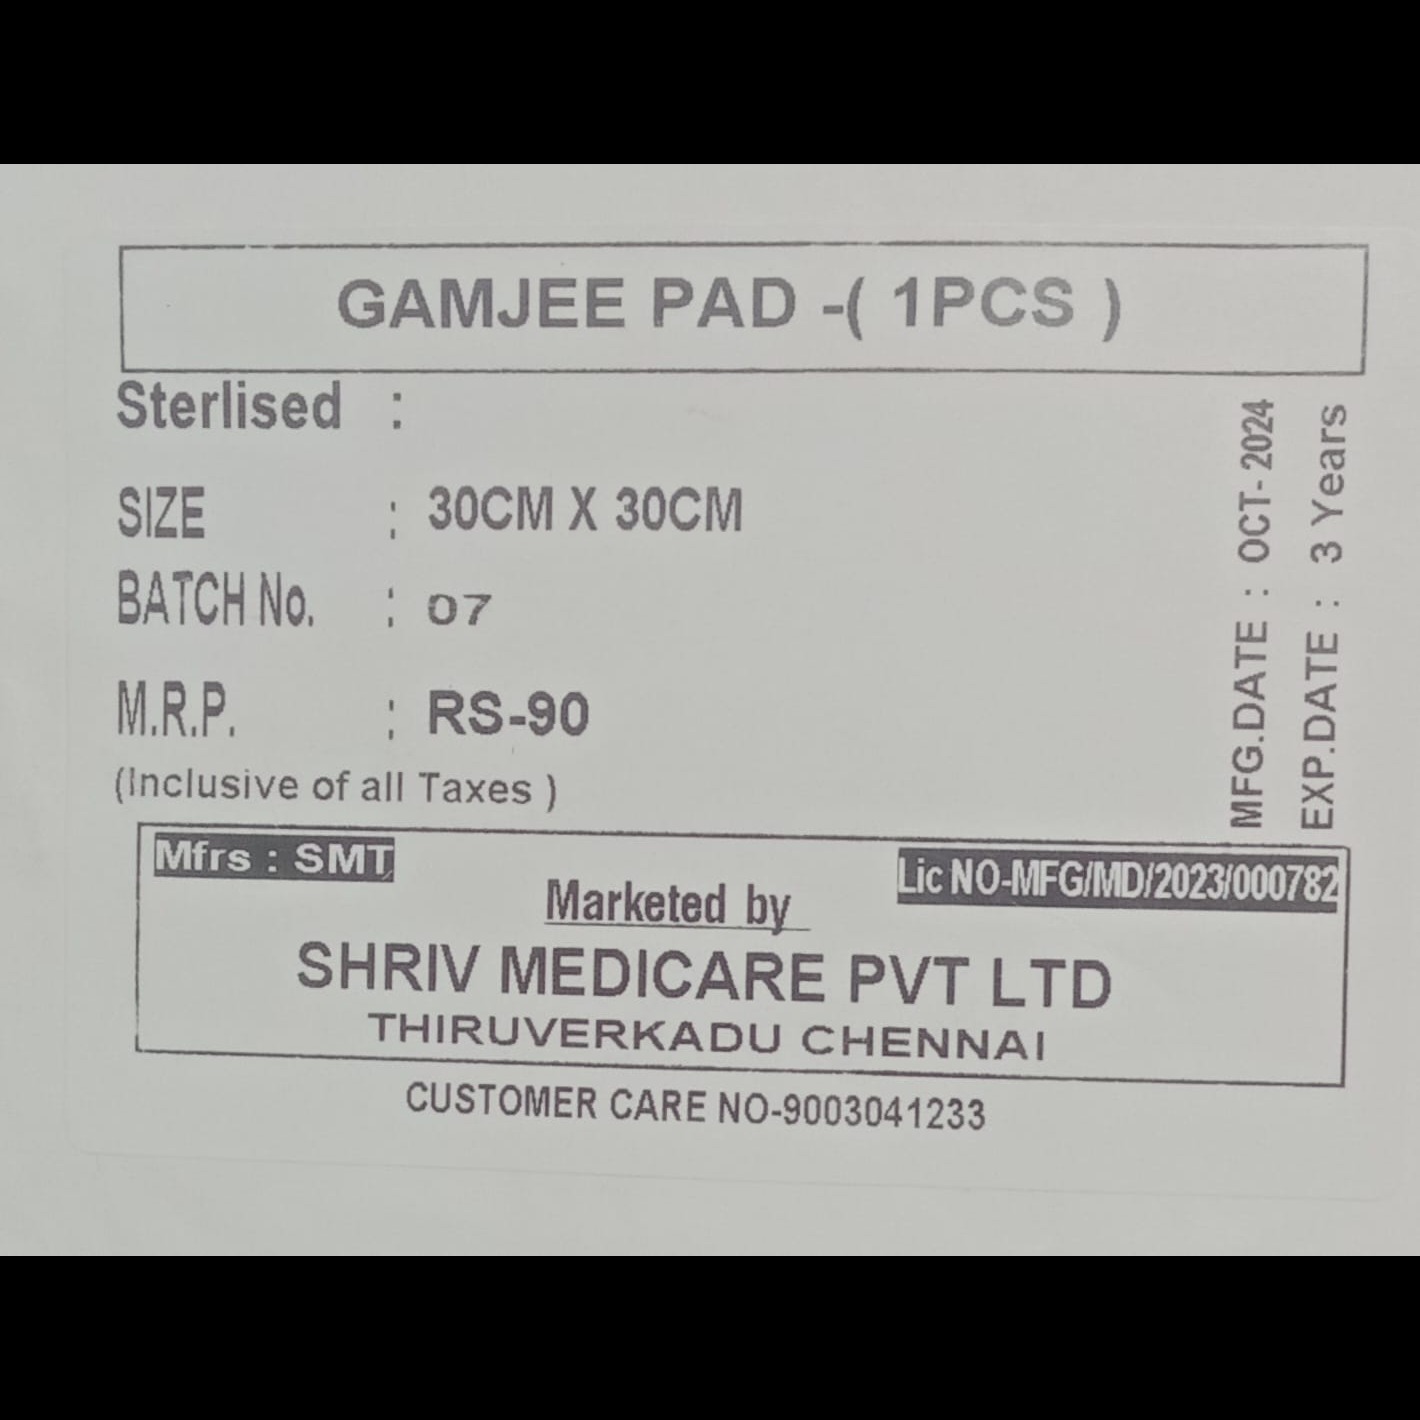 GAMJEE PAD -( 1PCS )
Sterlised :
SIZE : 30CM X 30CM
BATCH No. : 07
M.R.P. : RS-90
(Inclusive of all Taxes )
MFG.DATE : OCT-2024
EXP.DATE : 3 Years
Mfrs : SMT
Lic NO-MFG/MD/2023/000782
Marketed by
SHRIV MEDICARE PVT LTD
THIRUVERKADU CHENNAI
CUSTOMER CARE NO-9003041233